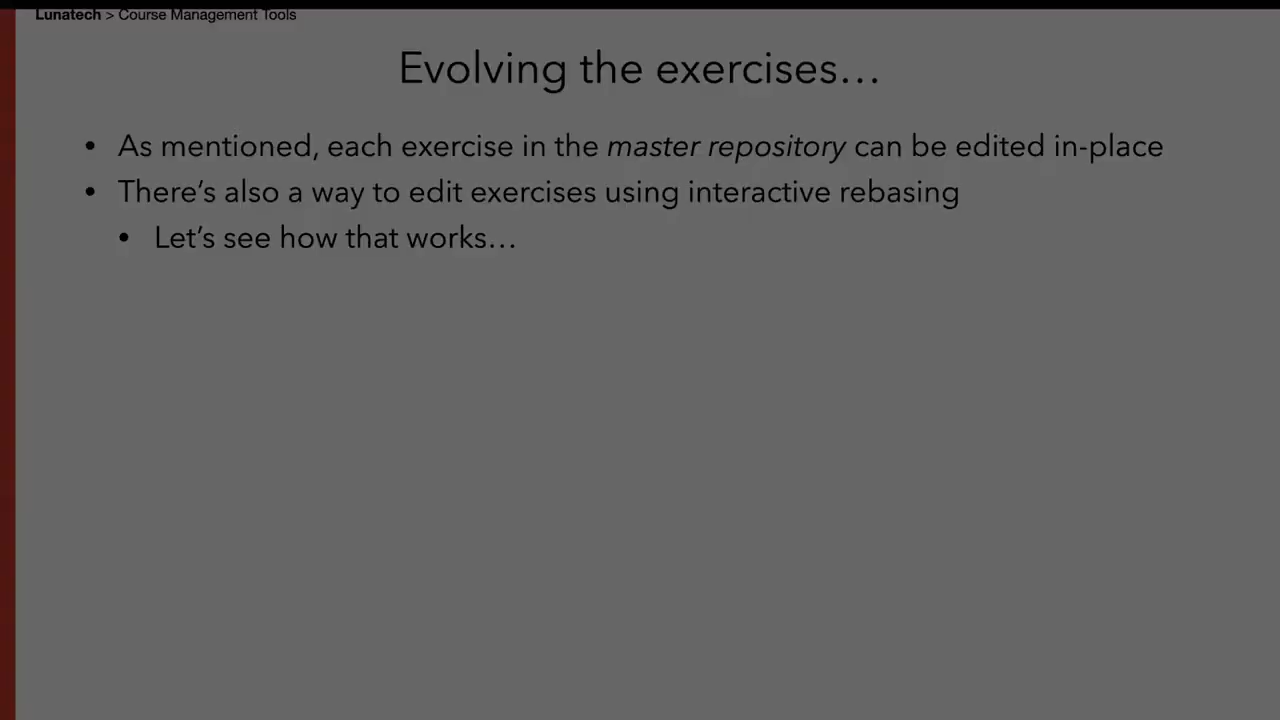 Lunatech > Course Management Tools
Evolving the exercises…
• As mentioned, each exercise in the master repository can be edited in-place
• There’s also a way to edit exercises using interactive rebasing
• Let’s see how that works…